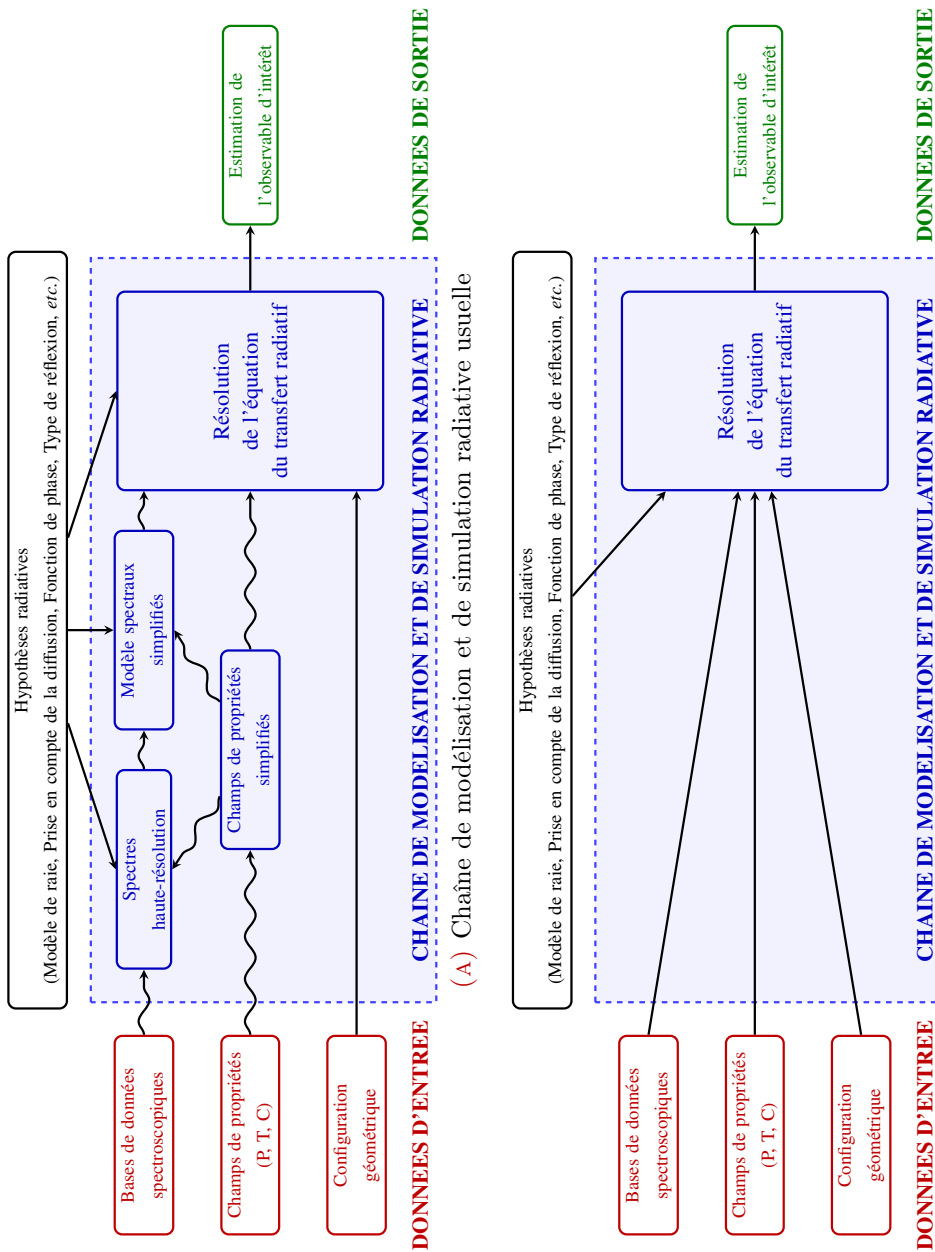 Hypothèses radiatives
(Modèle de raie, Prise en compte de la diffusion, Fonction de phase, Type de réflexion, etc.)
Bases de données
spectroscopiques
Spectres
haute-résolution
Modèle spectraux
simplifiés
Champs de propriétés
(P, T, C)
Champs de propriétés
simplifiés
Résolution
de l'équation
du transfert radiatif
Estimation de
l'observable d'intérêt
Configuration
géométrique
DONNEES D'ENTREE
CHAINE DE MODELISATION ET DE SIMULATION RADIATIVE
DONNEES DE SORTIE
(A) Chaîne de modélisation et de simulation radiative usuelle
Hypothèses radiatives
(Modèle de raie, Prise en compte de la diffusion, Fonction de phase, Type de réflexion, etc.)
Bases de données
spectroscopiques
Champs de propriétés
(P, T, C)
Résolution
de l'équation
du transfert radiatif
Estimation de
l'observable d'intérêt
Configuration
géométrique
DONNEES D'ENTREE
CHAINE DE MODELISATION ET DE SIMULATION RADIATIVE
DONNEES DE SORTIE